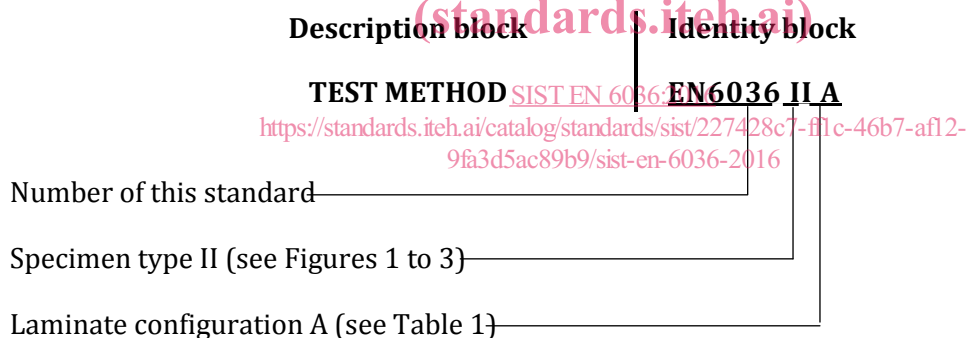 (standards.iteh.ai)
Description block Identity block
TEST METHOD SIST EN 6036:2016 EN6036 II A
https://standards.iteh.ai/catalog/standards/sist/227428c7-ff1c-46b7-af12-
9fa3d5ac89b9/sist-en-6036-2016
Number of this standard
Specimen type II (see Figures 1 to 3)
Laminate configuration A (see Table 1)